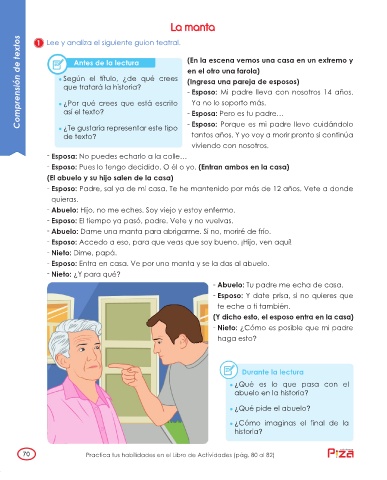 La manta
Comprensión de textos
1 Lee y analiza el siguiente guion teatral.
Antes de la lectura
• Según el título, ¿de qué crees
que tratará la historia?
• ¿Por qué crees que está escrito
así el texto?
• ¿Te gustaría representar este tipo
de texto?
(En la escena vemos una casa en un extremo y
en el otro una farola)
(Ingresa una pareja de esposos)
- Esposo: Mi padre lleva con nosotros 14 años.
Ya no lo soporto más.
- Esposa: Pero es tu padre...
- Esposo: Porque es mi padre llevo cuidándolo
tantos años. Y yo voy a morir pronto si continúa
viviendo con nosotros.
- Esposa: No puedes echarlo a la calle...
- Esposo: Pues lo tengo decidido. O él o yo. (Entran ambos en la casa)
(El abuelo y su hijo salen de la casa)
- Esposo: Padre, sal ya de mi casa. Te he mantenido por más de 12 años. Vete a donde
quieras.
- Abuelo: Hijo, no me eches. Soy viejo y estoy enfermo.
- Esposo: El tiempo ya pasó, padre. Vete y no vuelvas.
- Abuelo: Dame una manta para abrigarme. Si no, moriré de frío.
- Esposo: Accedo a eso, para que veas que soy bueno. ¡Hijo, ven aquí!
- Nieto: Dime, papá.
- Esposo: Entra en casa. Ve por una manta y se la das al abuelo.
- Nieto: ¿Y para qué?
- Abuelo: Tu padre me echa de casa.
- Esposo: Y date prisa, si no quieres que
te eche a ti también.
(Y dicho esto, el esposo entra en la casa)
- Nieto: ¿Cómo es posible que mi padre
haga esto?
Durante la lectura
• ¿Qué es lo que pasa con el
abuelo en la historia?
• ¿Qué pide el abuelo?
• ¿Cómo imaginas el final de la
historia?
70
Practica tus habilidades en el Libro de Actividades (pág. 80 al 82)